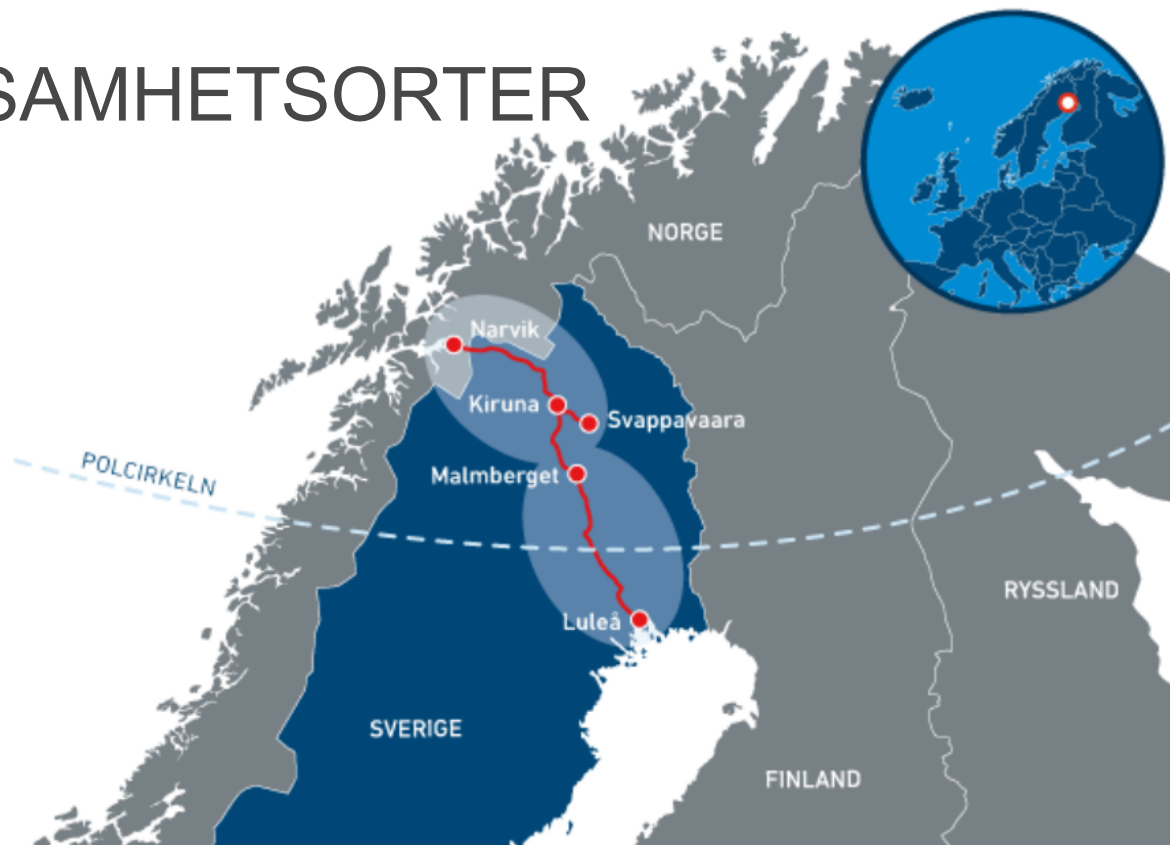 SAMHETSORTER
NORGE
Narvik
Kiruna
Svappavaara
POLCIRKELN
Malmberget
RYSSLAND
Luleå
SVERIGE
FINLAND